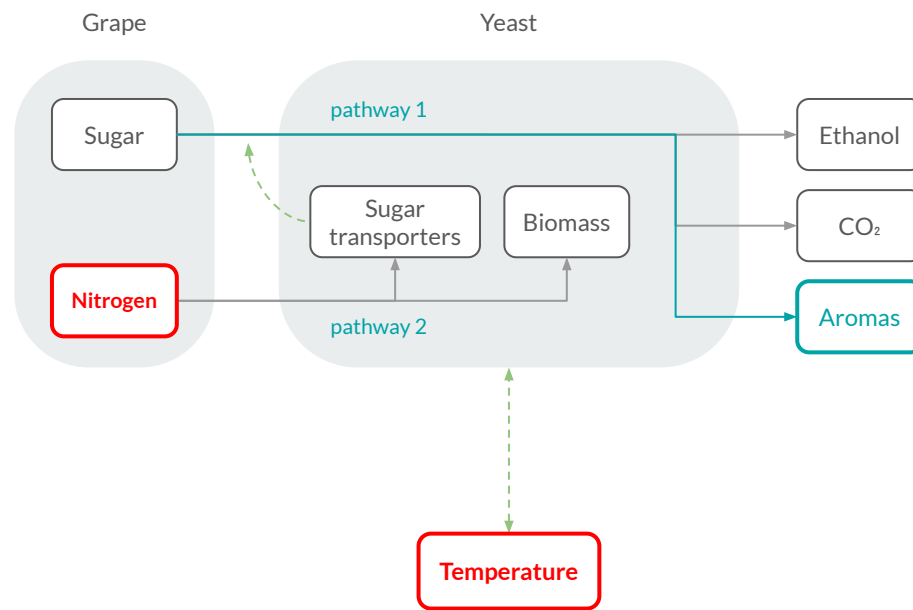 Grape
Yeast
pathway 1
Sugar
Ethanol
Sugar
transporters
Biomass
CO₂
Nitrogen
pathway 2
Aromas
Temperature